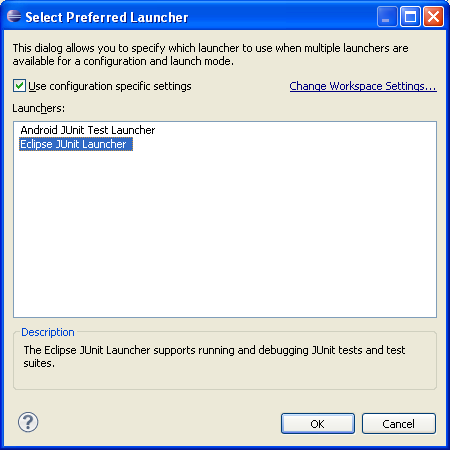 Select Preferred Launcher
This dialog allows you to specify which launcher to use when multiple launchers are
available for a configuration and launch mode.
Use configuration specific settings
Change Workspace Settings...
Launchers:
Android JUnit Test Launcher
Eclipse JUnit Launcher
Description
The Eclipse JUnit Launcher supports running and debugging JUnit tests and test
suites.
?
OK
Cancel